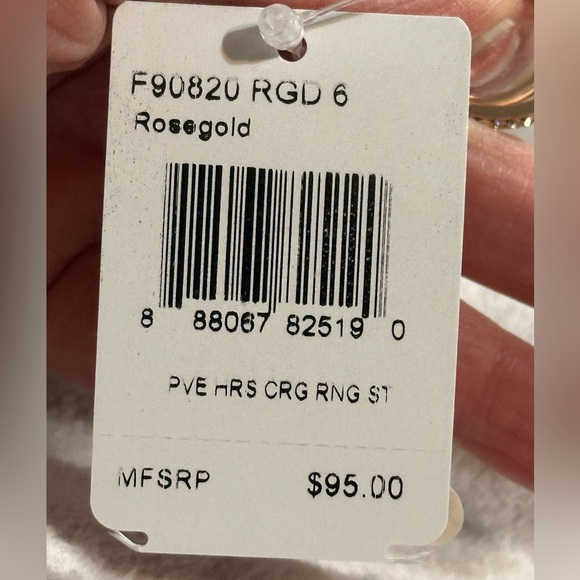 F90820 RGD 6
Rosegold
8 88067 82519 0
PVE HRS CRG RNG ST
MFSRP $95.00